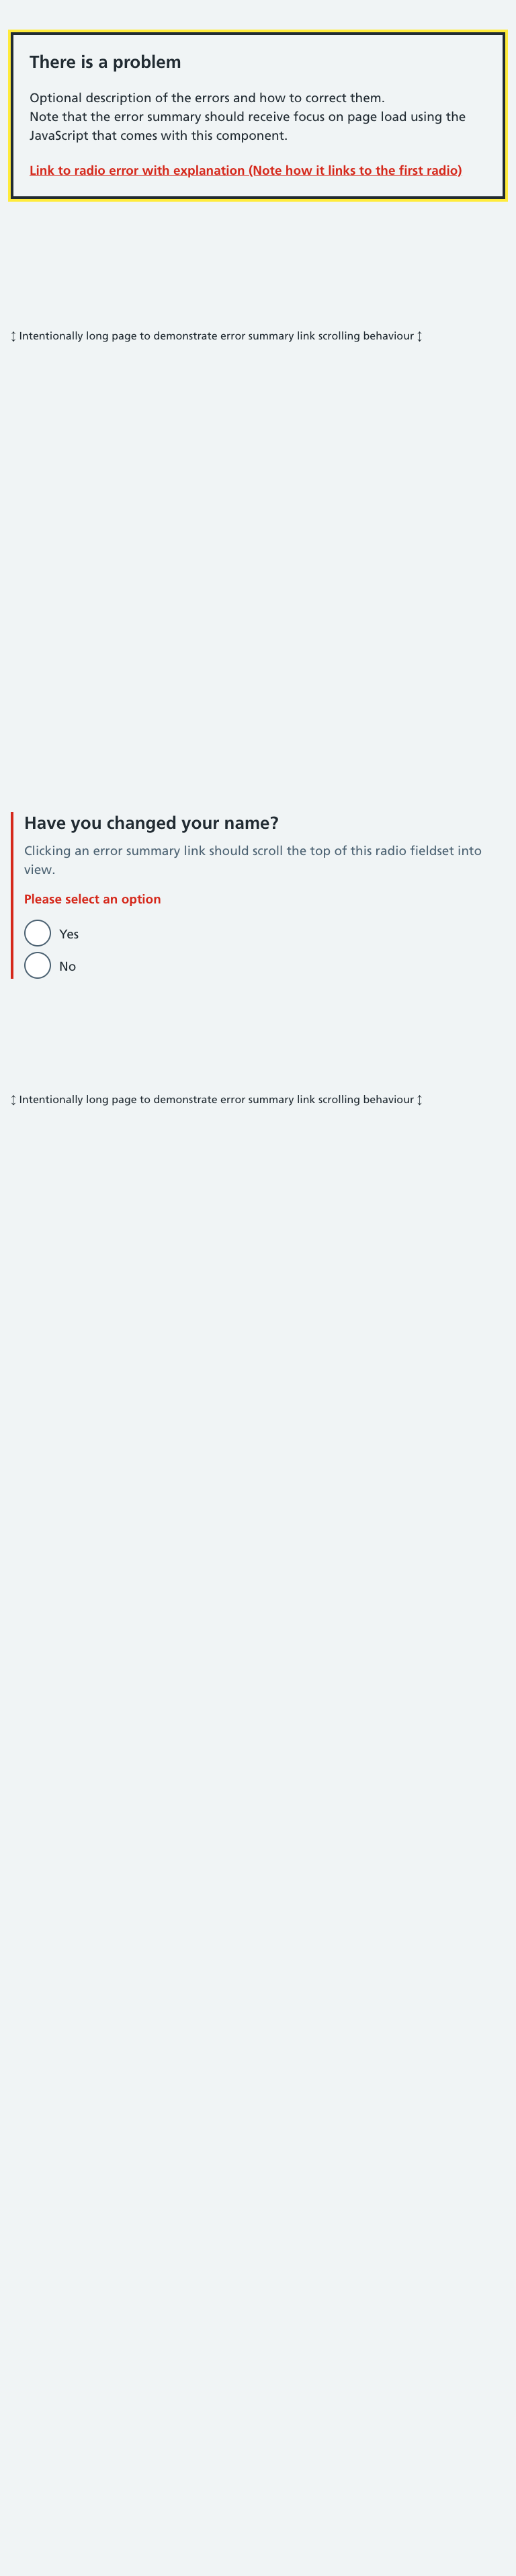 There is a problem
Optional description of the errors and how to correct them.
Note that the error summary should receive focus on page load using the
JavaScript that comes with this component.
Link to radio error with explanation (Note how it links to the first radio)
↕ Intentionally long page to demonstrate error summary link scrolling behaviour ↕
Have you changed your name?
Clicking an error summary link should scroll the top of this radio fieldset into
view.
Please select an option
Yes
No
↕ Intentionally long page to demonstrate error summary link scrolling behaviour ↕